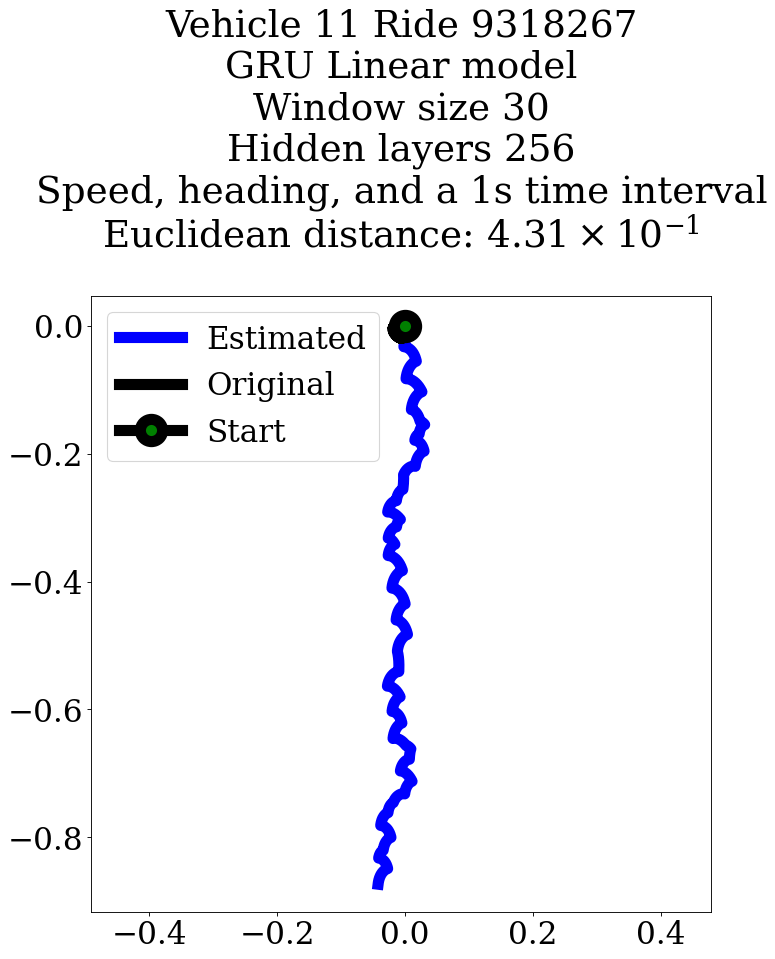 Vehicle 11 Ride 9318267
GRU Linear model
Window size 30
Hidden layers 256
Speed, heading, and a 1s time interval
Euclidean distance: 4.31 × 10⁻¹
Estimated
Original
Start
0.0
−0.2
−0.4
−0.6
−0.8
−0.4 −0.2 0.0 0.2 0.4